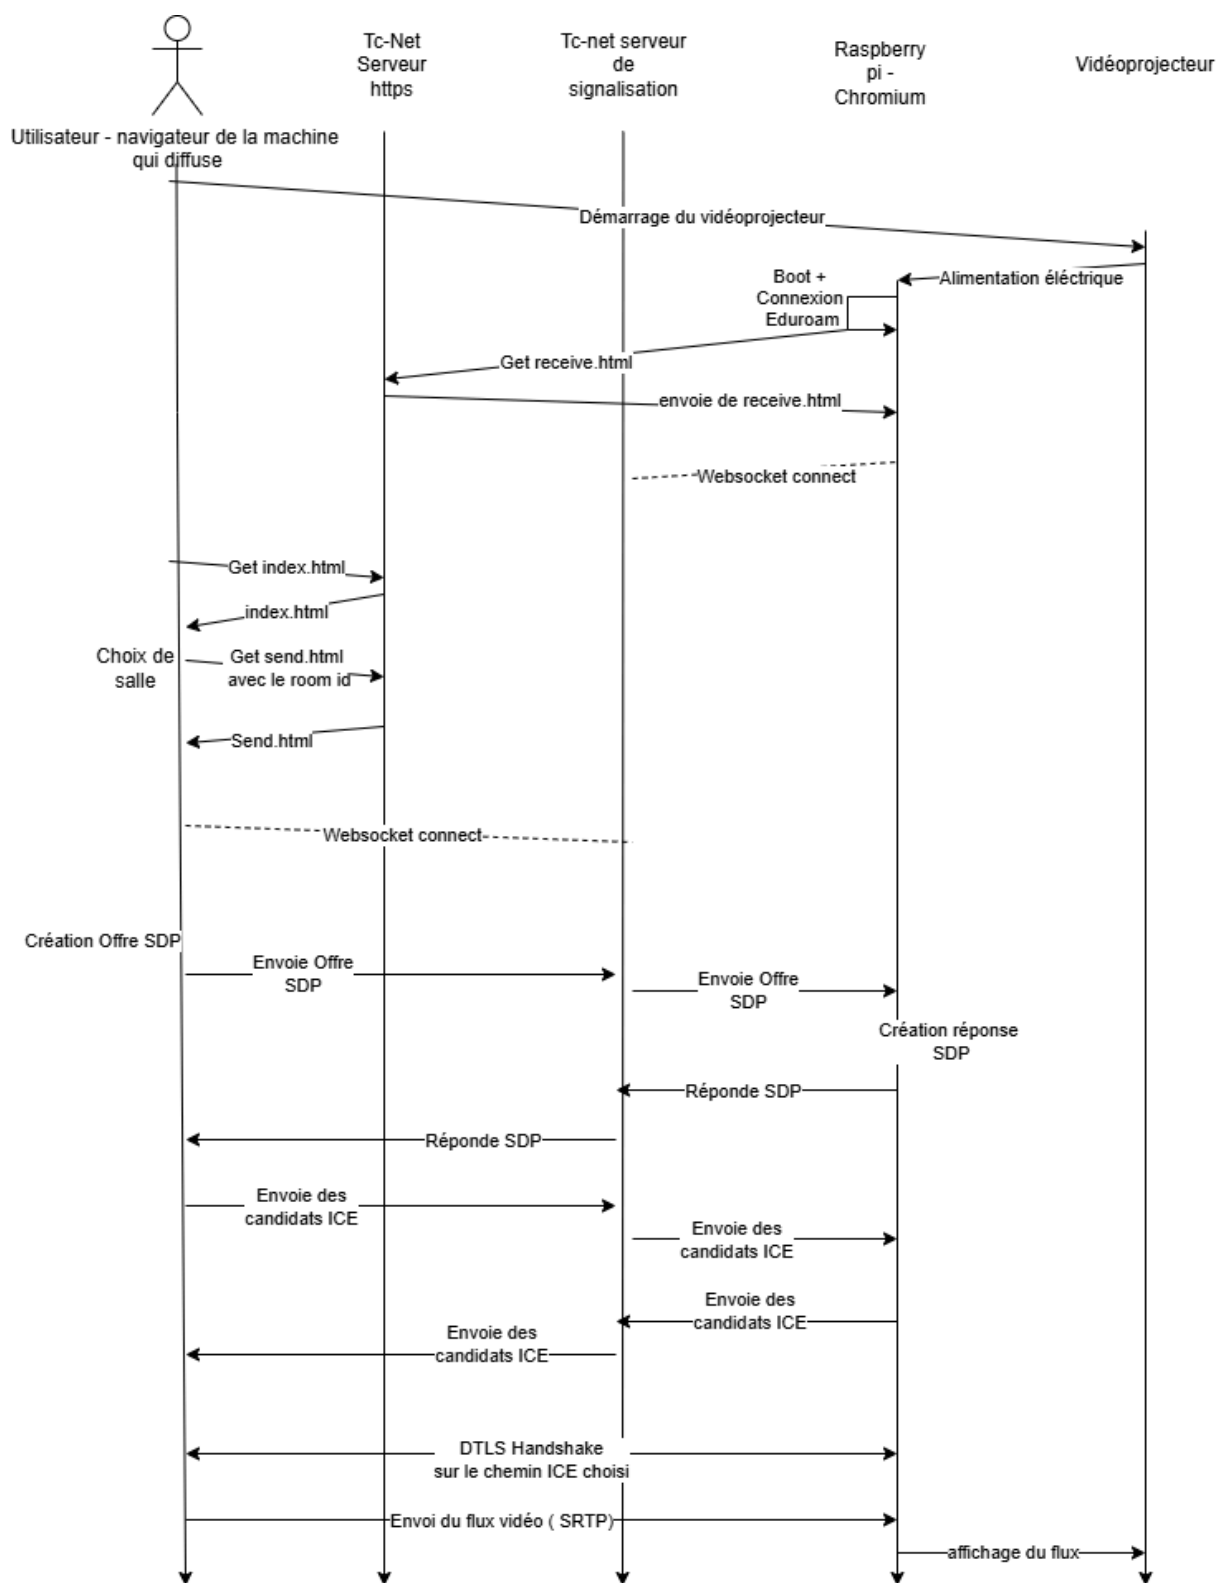 Tc-Net
Serveur
https
Tc-net serveur
de
signalisation
Raspberry
pi -
Chromium
Vidéoprojecteur
Utilisateur - navigateur de la machine
qui diffuse
Démarrage du vidéoprojecteur
Alimentation éléctrique
Boot +
Connexion
Eduroam
Get receive.html
envoie de receive.html
Websocket connect
Get index.html
index.html
Choix de
salle
Get send.html
avec le room id
Send.html
Websocket connect
Création Offre SDP
Envoie Offre
SDP
Envoie Offre
SDP
Création réponse
SDP
Réponde SDP
Réponde SDP
Envoie des
candidats ICE
Envoie des
candidats ICE
Envoie des
candidats ICE
Envoie des
candidats ICE
DTLS Handshake
sur le chemin ICE choisi
Envoi du flux vidéo ( SRTP)
affichage du flux